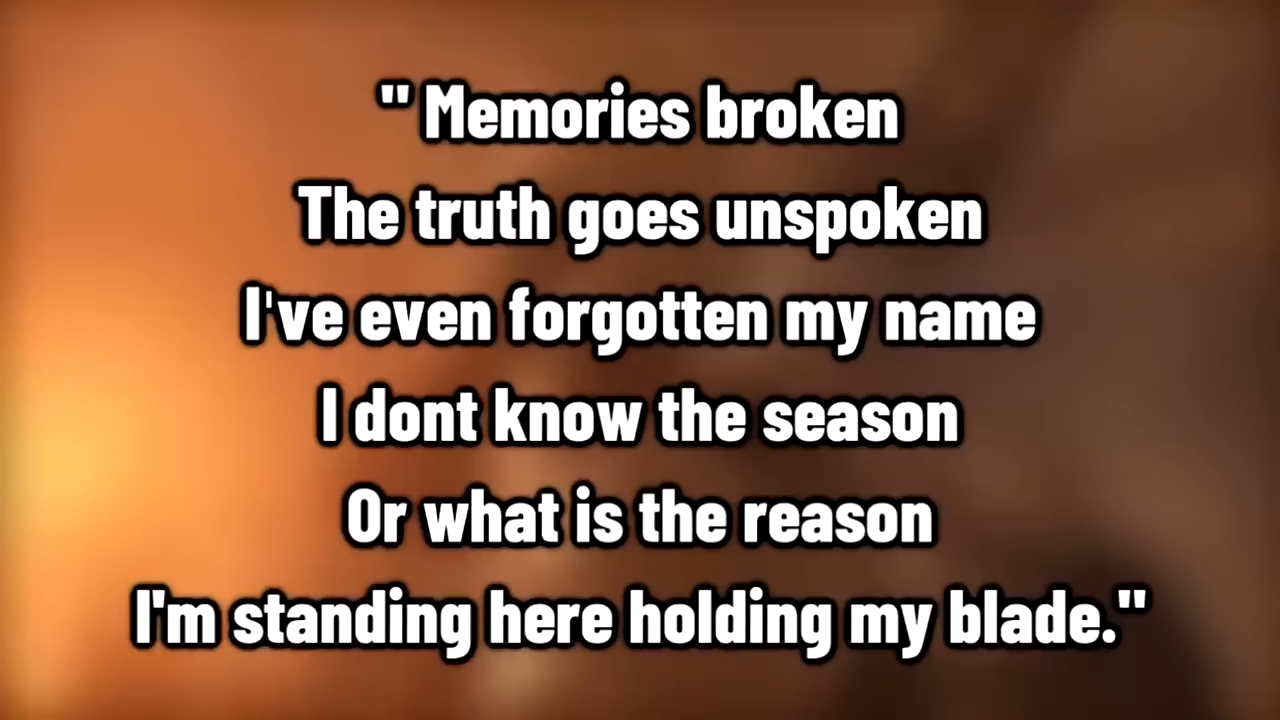 " Memories broken
The truth goes unspoken
I've even forgotten my name
I dont know the season
Or what is the reason
I'm standing here holding my blade."